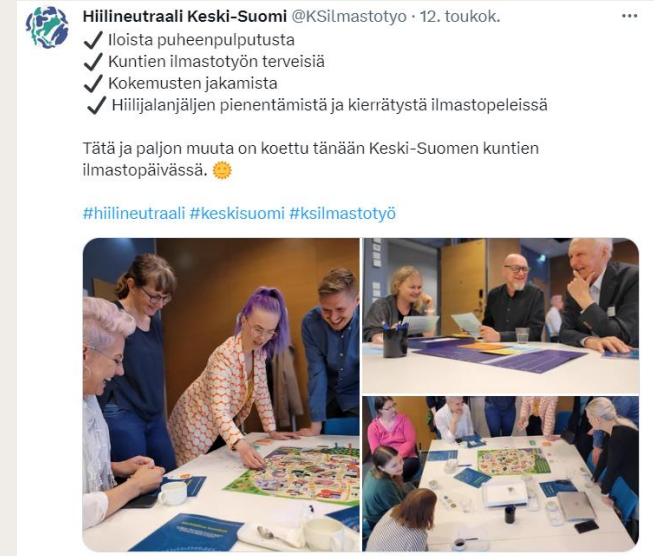 Hiilineutraali Keski-Suomi @KSilmastotyo · 12. toukok.
Iloista puheenpulputusta
Kuntien ilmastotyön terveisiä
Kokemusten jakamista
Hiilijalanjäljen pienentämistä ja kierrätystä ilmastopeleissä
Tätä ja paljon muuta on koettu tänään Keski-Suomen kuntien
ilmastopäivässä.
#hiilineutraali #keskisuomi #ksilmastotyö